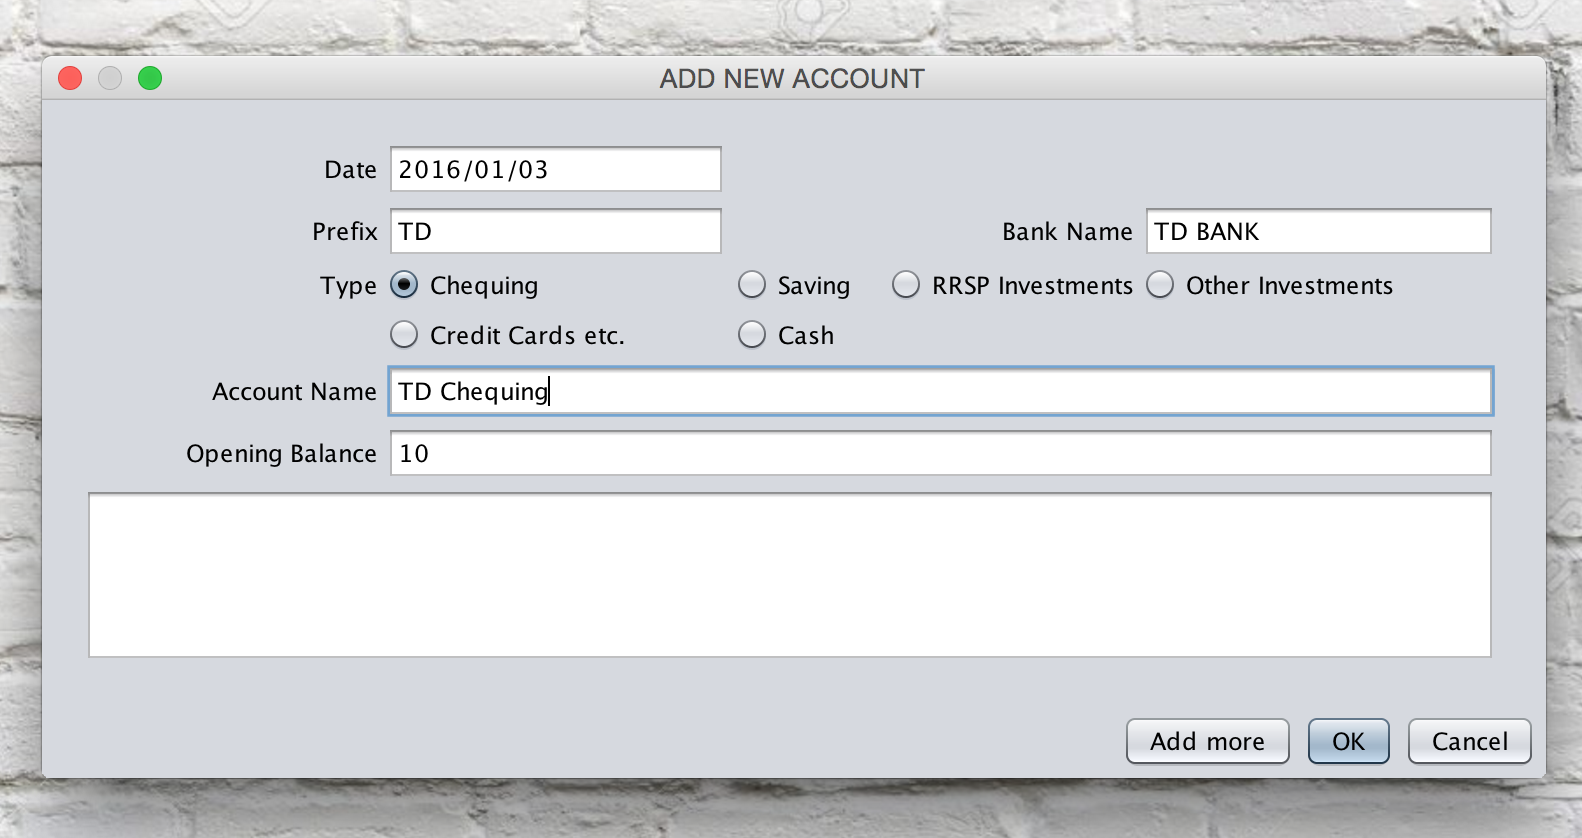 ADD NEW ACCOUNT
Date 2016/01/03
Prefix TD Bank Name TD BANK
Type Chequing Saving RRSP Investments Other Investments
Credit Cards etc. Cash
Account Name TD Chequing
Opening Balance 10
Add more OK Cancel